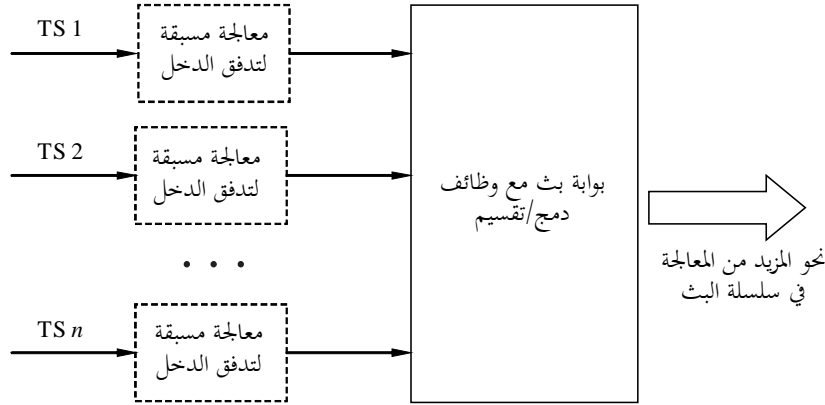 TS 1
معالجة مسبقة
لتدفق الدخل
TS 2
معالجة مسبقة
لتدفق الدخل
بوابة بث مع وظائف
دمج/تقسيم
نحو المزيد من المعالجة
في سلسلة البث
• • •
TS n
معالجة مسبقة
لتدفق الدخل